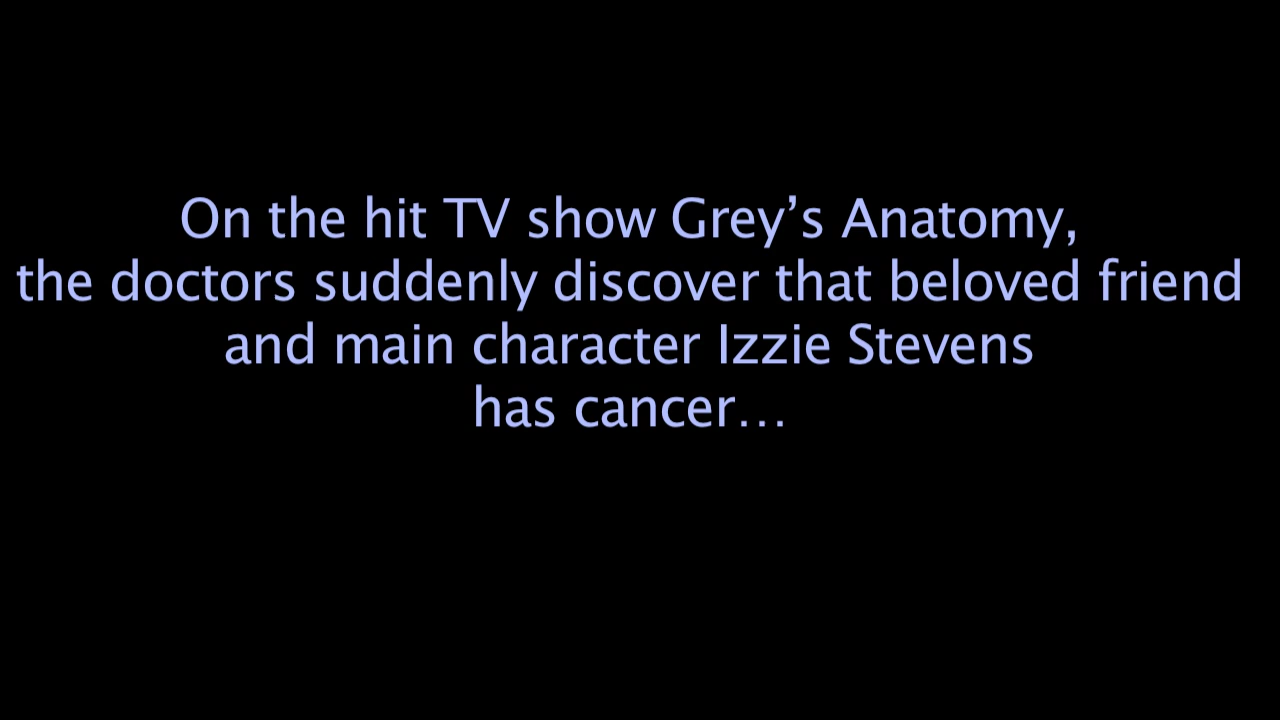 On the hit TV show Grey’s Anatomy,
the doctors suddenly discover that beloved friend
and main character Izzie Stevens
has cancer…